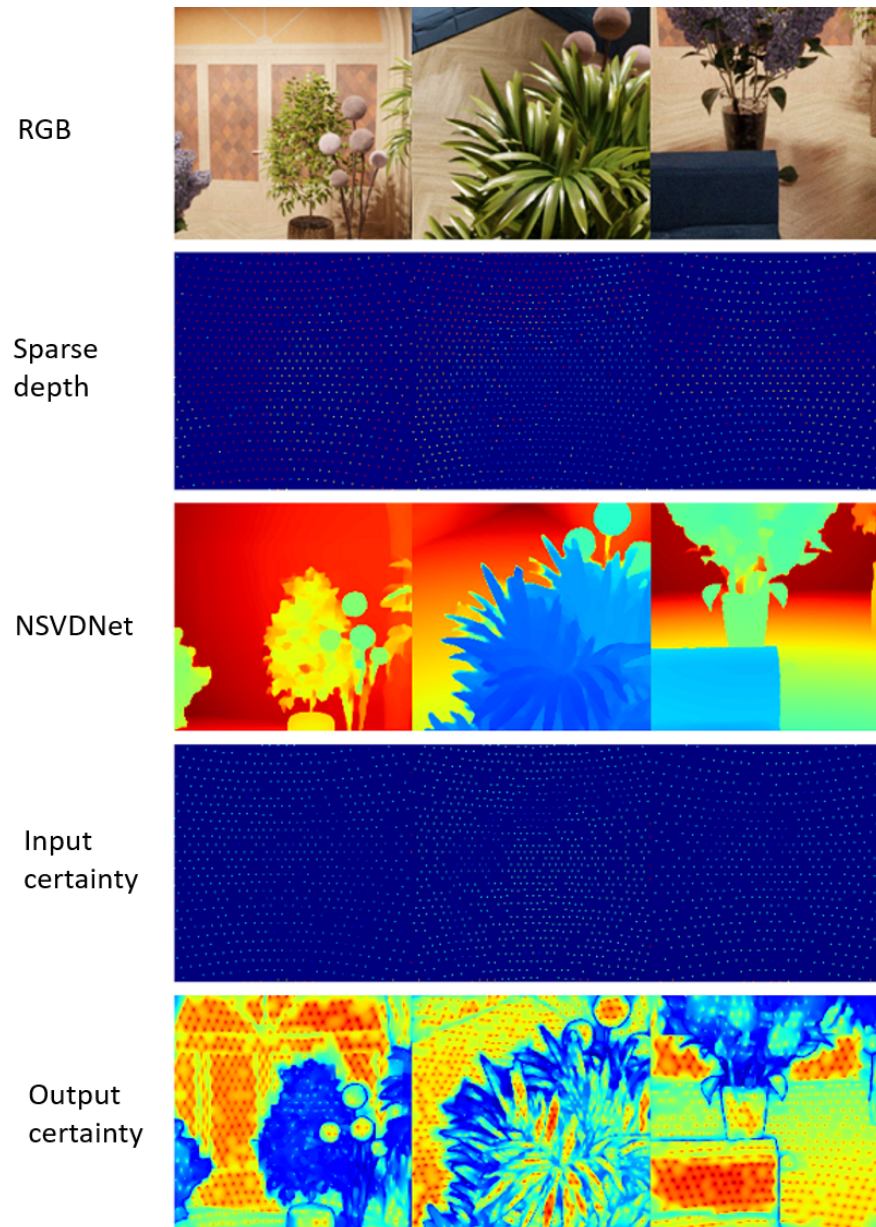 RGB
Sparse
depth
NSVDNet
Input
certainty
Output
certainty